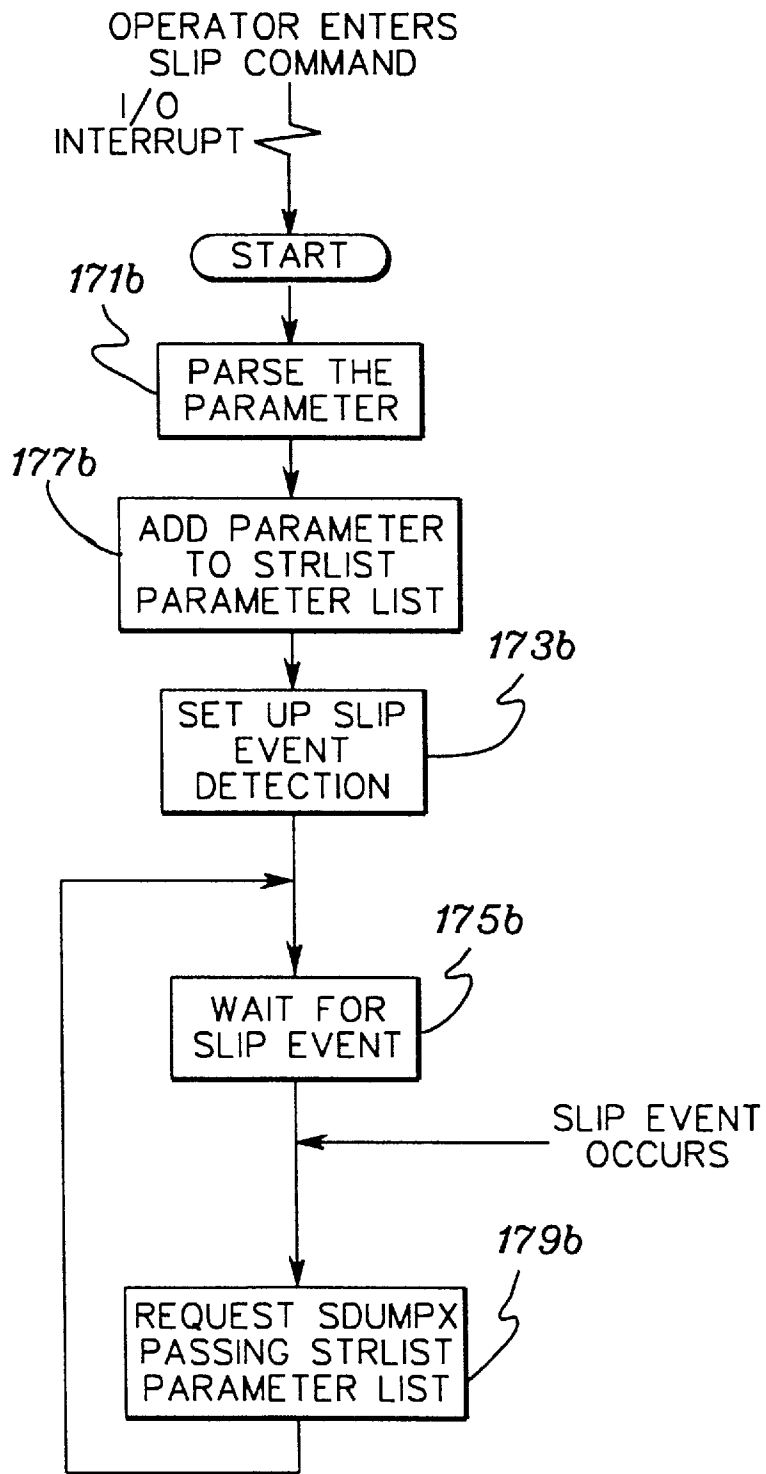 OPERATOR ENTERS
SLIP COMMAND
I/O
INTERRUPT
START
171b
PARSE THE
PARAMETER
177b
ADD PARAMETER
TO STRLIST
PARAMETER LIST
173b
SET UP SLIP
EVENT
DETECTION
175b
WAIT FOR
SLIP EVENT
SLIP EVENT
OCCURS
179b
REQUEST SDUMPX
PASSING STRLIST
PARAMETER LIST